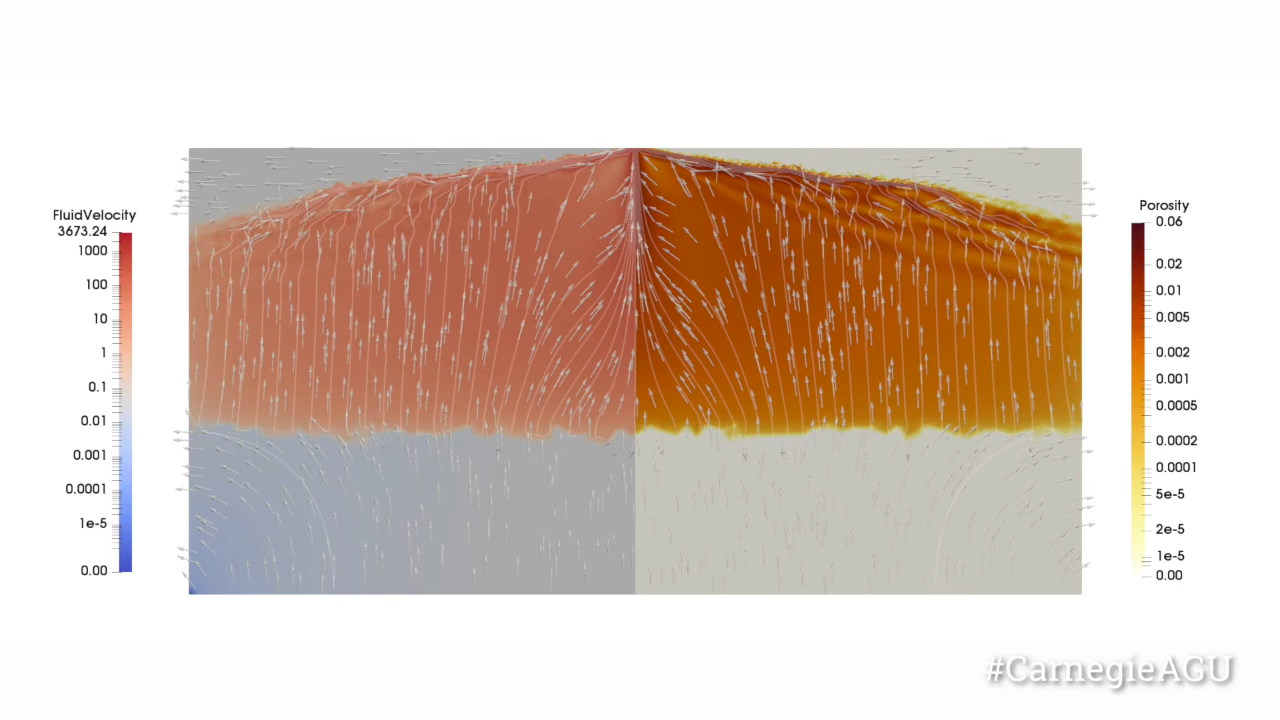 FluidVelocity
3673.24
1000
100
10
1
0.1
0.01
0.001
0.0001
1e-5
0.00
Porosity
0.06
0.02
0.01
0.005
0.002
0.001
0.0005
0.0002
0.0001
5e-5
2e-5
1e-5
0.00
#CarnegieAGU